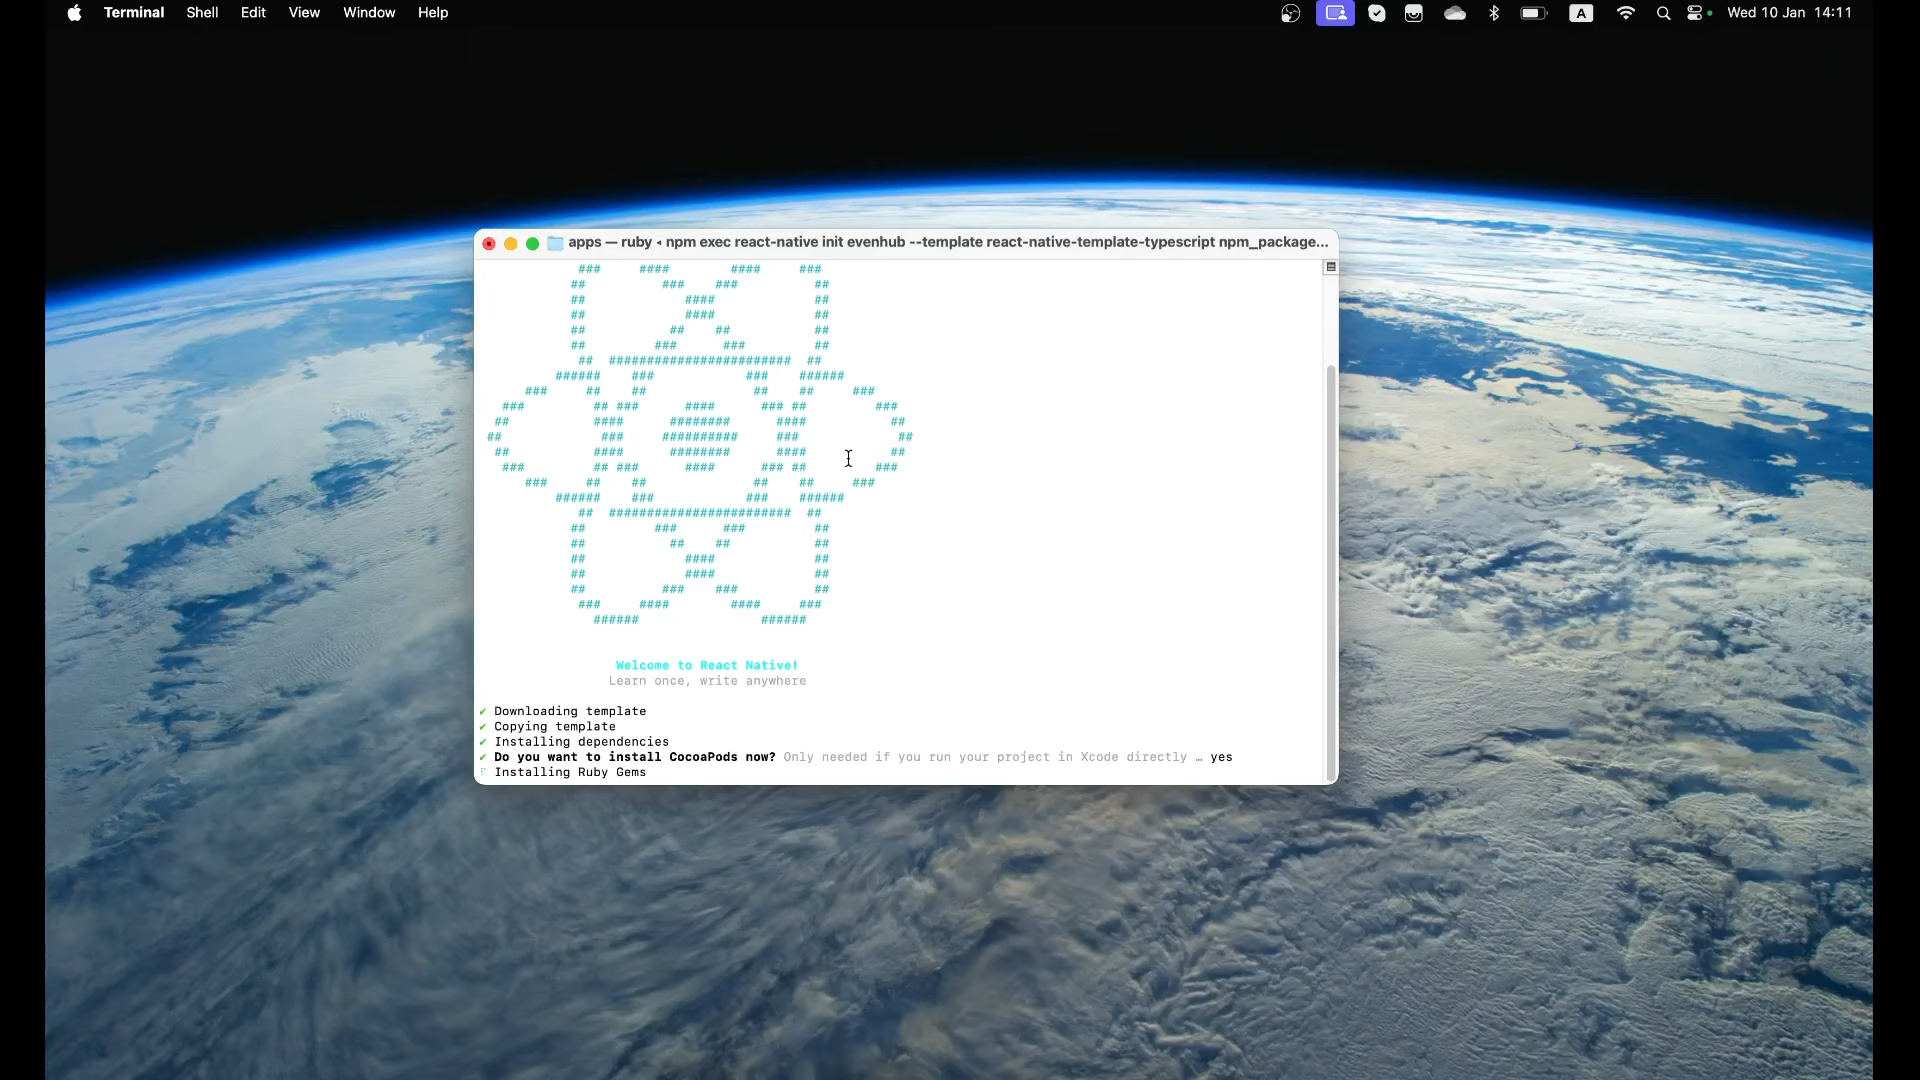 Terminal Shell Edit View Window Help A Wed 10 Jan 14:11
apps — ruby ◂ npm exec react-native init evenhub --template react-native-template-typescript npm_package...
### #### #### ###
## ### ### ##
## #### ##
## #### ##
## ## ## ##
## ### ### ##
## ######################## ##
###### ### ### ######
### ## ## ## ## ###
### ## ### #### ### ## ###
## #### ######## #### ##
## ### ########## ### ##
## #### ######## #### ##
### ## ### #### ### ## ###
### ## ## ## ## ###
###### ### ### ######
## ######################## ##
## ### ### ##
## ## ## ##
## #### ##
## #### ##
## ### ### ##
### #### #### ###
###### ######
Welcome to React Native!
Learn once, write anywhere
✔ Downloading template
✔ Copying template
✔ Installing dependencies
✔ Do you want to install CocoaPods now? Only needed if you run your project in Xcode directly … yes
Installing Ruby Gems